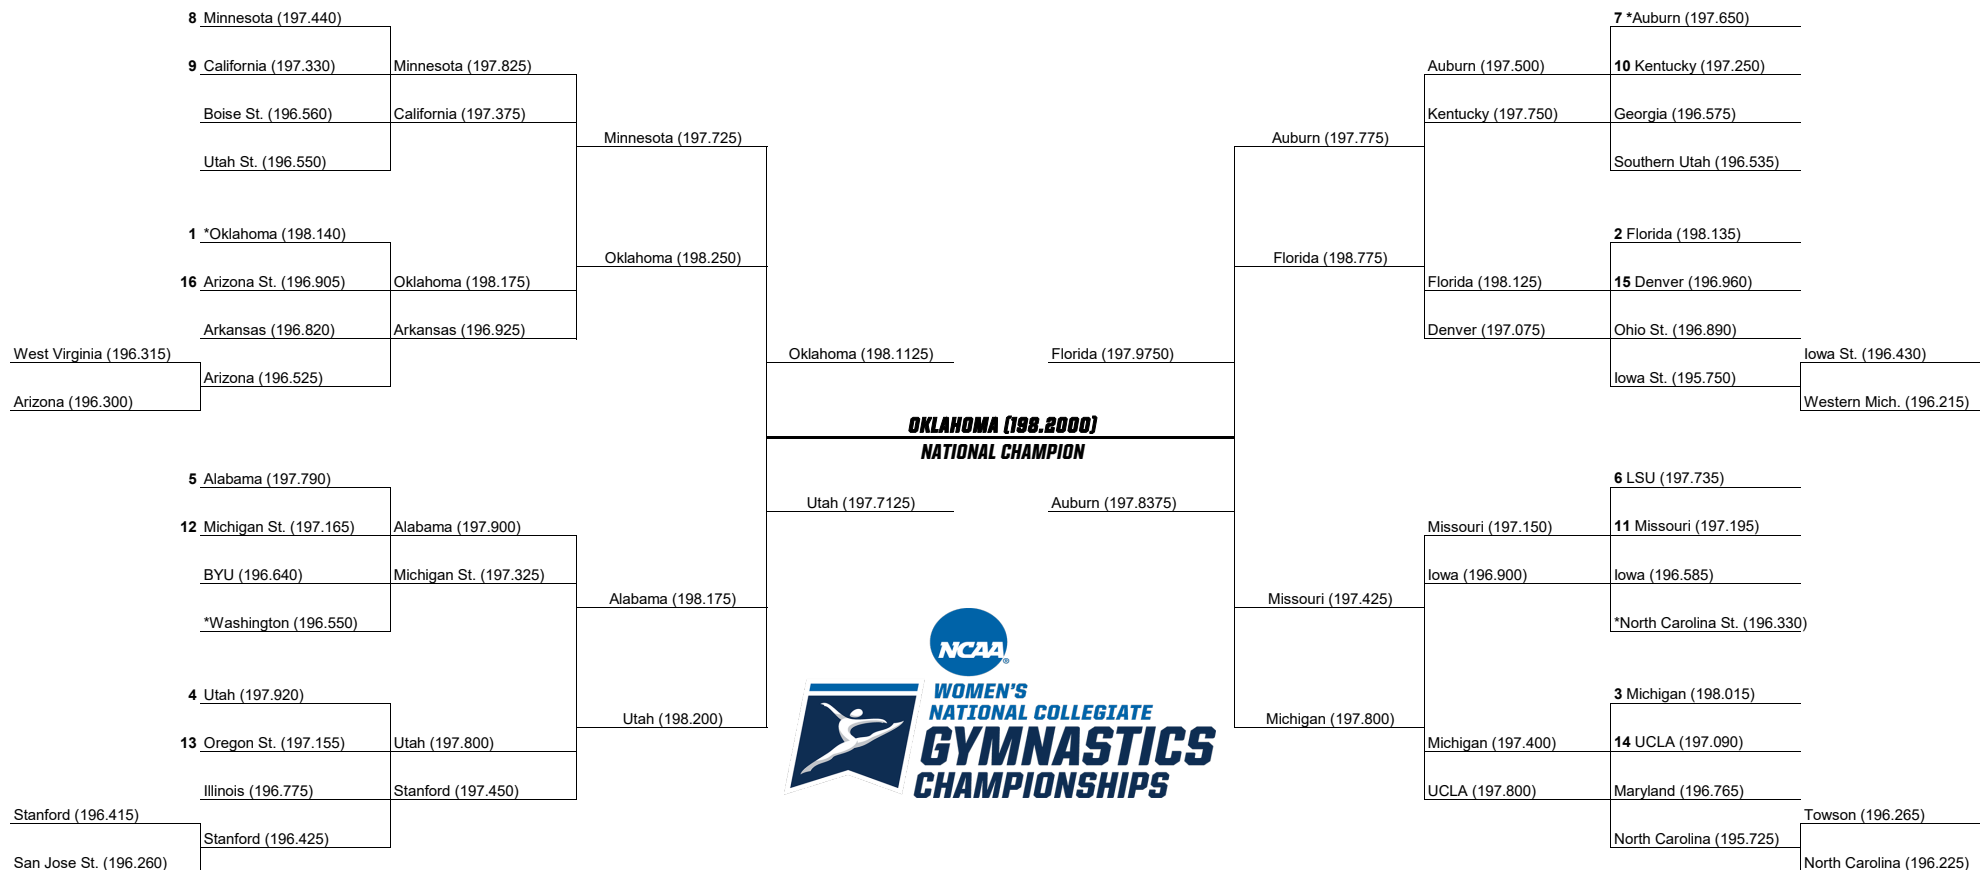 8 Minnesota (197.440)
9 California (197.330)
Boise St. (196.560)
Utah St. (196.550)
1 *Oklahoma (198.140)
16 Arizona St. (196.905)
Arkansas (196.820)
West Virginia (196.315)
Arizona (196.525)
Arizona (196.300)
5 Alabama (197.790)
12 Michigan St. (197.165)
BYU (196.640)
*Washington (196.550)
4 Utah (197.920)
13 Oregon St. (197.155)
Illinois (196.775)
Stanford (196.415)
Stanford (196.425)
San Jose St. (196.260)
Minnesota (197.825)
California (197.375)
Oklahoma (198.175)
Arkansas (196.925)
Alabama (197.900)
Michigan St. (197.325)
Utah (197.800)
Stanford (197.450)
Minnesota (197.725)
Oklahoma (198.250)
Alabama (198.175)
Utah (198.200)
Oklahoma (198.1125)
Utah (197.7125)
Florida (197.9750)
Auburn (197.8375)
OKLAHOMA (198.2000)
NATIONAL CHAMPION
NCAA®
WOMEN'S
NATIONAL COLLEGIATE
GYMNASTICS
CHAMPIONSHIPS
Auburn (197.775)
Florida (198.775)
Missouri (197.425)
Michigan (197.800)
Auburn (197.500)
Kentucky (197.750)
Florida (198.125)
Denver (197.075)
Missouri (197.150)
Iowa (196.900)
Michigan (197.400)
UCLA (197.800)
7 *Auburn (197.650)
10 Kentucky (197.250)
Georgia (196.575)
Southern Utah (196.535)
2 Florida (198.135)
15 Denver (196.960)
Ohio St. (196.890)
Iowa St. (195.750)
Iowa St. (196.430)
Western Mich. (196.215)
6 LSU (197.735)
11 Missouri (197.195)
Iowa (196.585)
*North Carolina St. (196.330)
3 Michigan (198.015)
14 UCLA (197.090)
Maryland (196.765)
North Carolina (195.725)
Towson (196.265)
North Carolina (196.225)